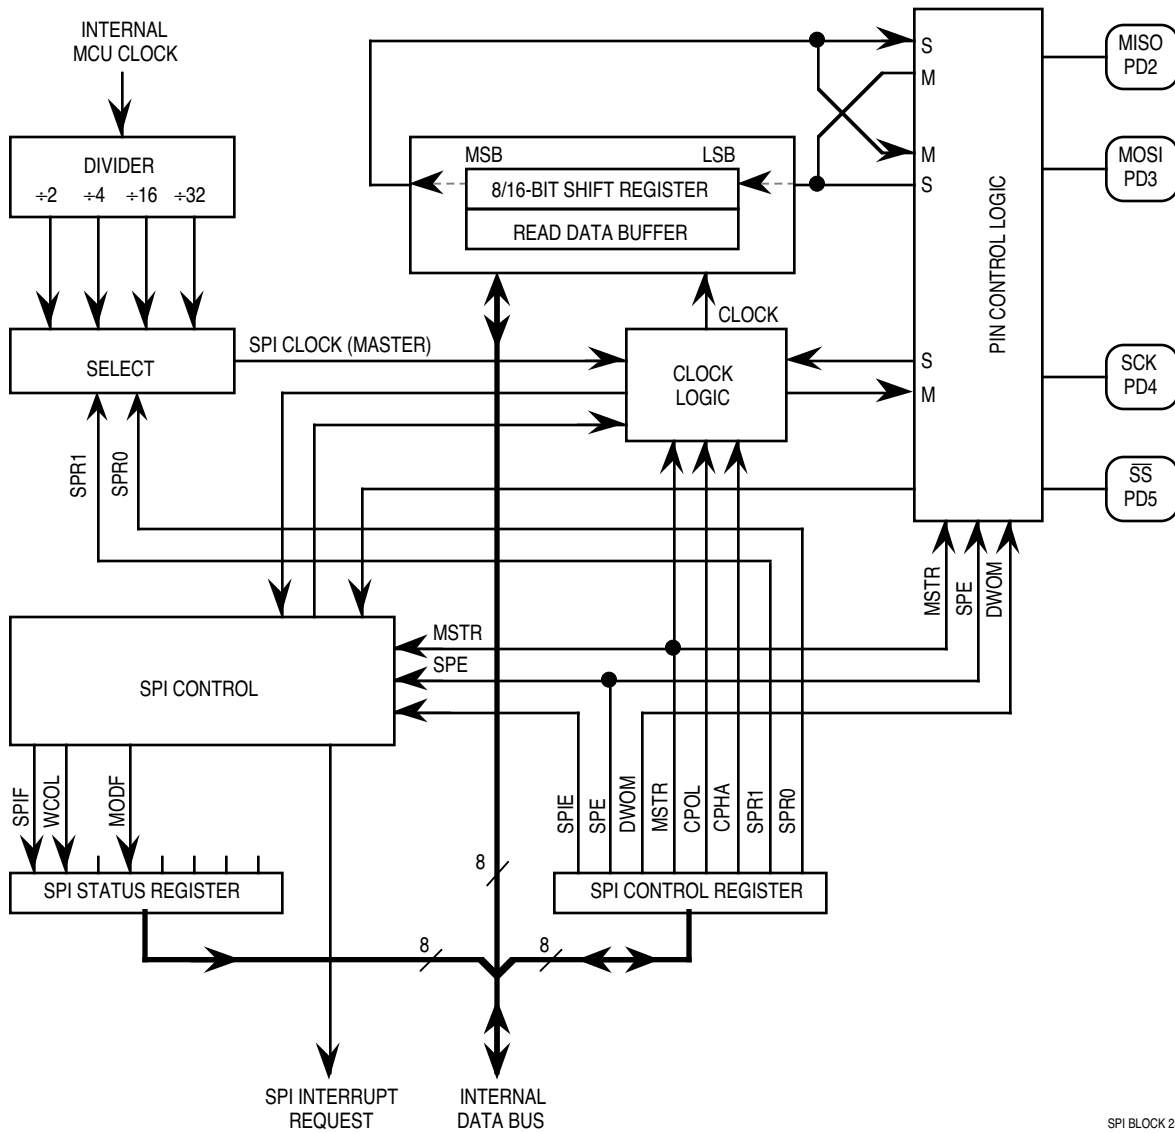 INTERNAL
MCU CLOCK
DIVIDER
÷2 ÷4 ÷16 ÷32
SELECT
SPI CLOCK (MASTER)
SPR1
SPR0
MSB LSB
8/16-BIT SHIFT REGISTER
READ DATA BUFFER
CLOCK
CLOCK
LOGIC
S
M
M
S
S
M
PIN CONTROL LOGIC
MISO
PD2
MOSI
PD3
SCK
PD4
SS
PD5
MSTR
SPE
DWOM
MSTR
SPE
SPI CONTROL
SPIF
WCOL
MODF
SPIE
SPE
DWOM
MSTR
CPOL
CPHA
SPR1
SPR0
SPI STATUS REGISTER
8
SPI CONTROL REGISTER
8
8
SPI INTERRUPT
REQUEST
INTERNAL
DATA BUS
SPI BLOCK 2